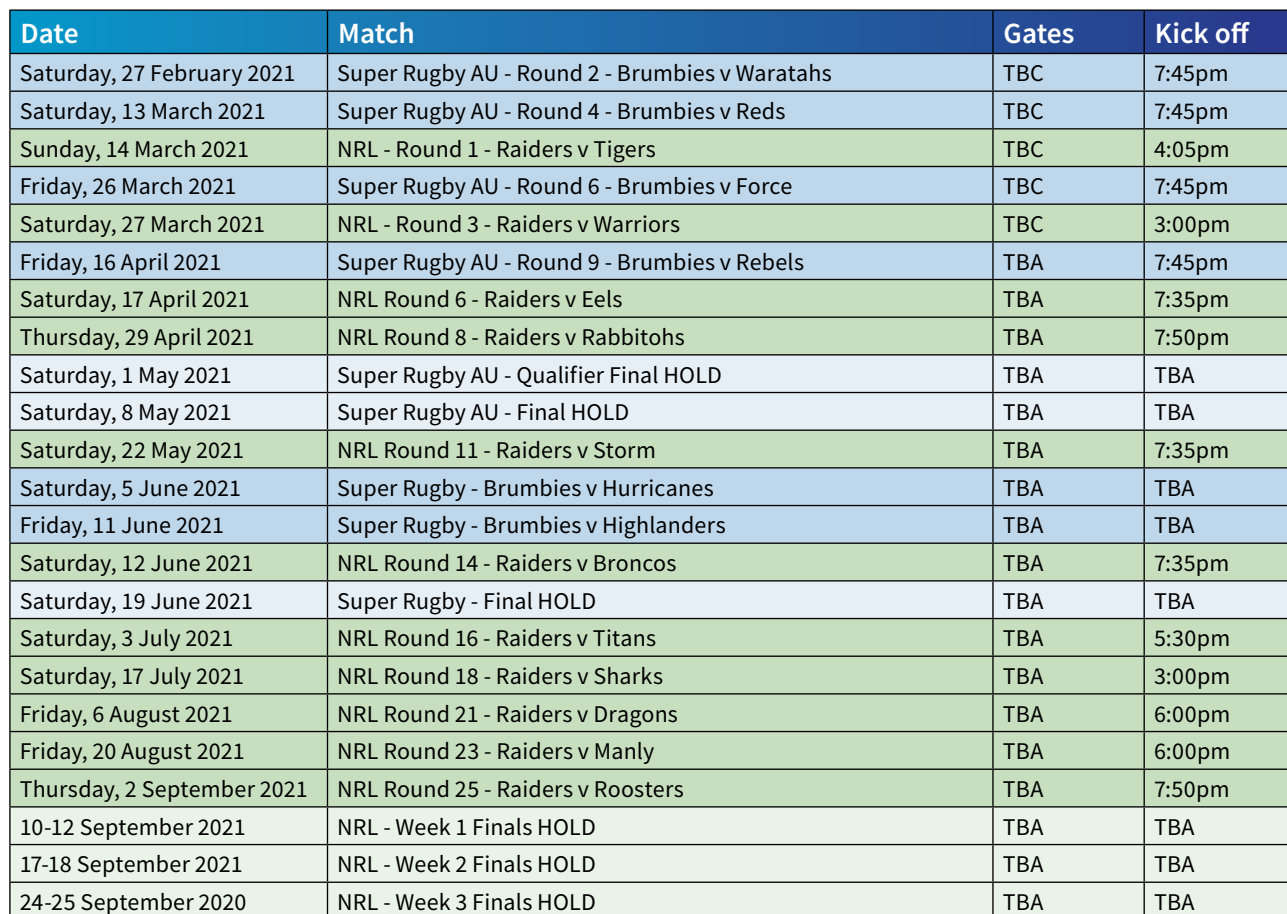 Date Match Gates Kick off
Saturday, 27 February 2021 Super Rugby AU - Round 2 - Brumbies v Waratahs TBC 7:45pm
Saturday, 13 March 2021 Super Rugby AU - Round 4 - Brumbies v Reds TBC 7:45pm
Sunday, 14 March 2021 NRL - Round 1 - Raiders v Tigers TBC 4:05pm
Friday, 26 March 2021 Super Rugby AU - Round 6 - Brumbies v Force TBC 7:45pm
Saturday, 27 March 2021 NRL - Round 3 - Raiders v Warriors TBC 3:00pm
Friday, 16 April 2021 Super Rugby AU - Round 9 - Brumbies v Rebels TBA 7:45pm
Saturday, 17 April 2021 NRL Round 6 - Raiders v Eels TBA 7:35pm
Thursday, 29 April 2021 NRL Round 8 - Raiders v Rabbitohs TBA 7:50pm
Saturday, 1 May 2021 Super Rugby AU - Qualifier Final HOLD TBA TBA
Saturday, 8 May 2021 Super Rugby AU - Final HOLD TBA TBA
Saturday, 22 May 2021 NRL Round 11 - Raiders v Storm TBA 7:35pm
Saturday, 5 June 2021 Super Rugby - Brumbies v Hurricanes TBA TBA
Friday, 11 June 2021 Super Rugby - Brumbies v Highlanders TBA TBA
Saturday, 12 June 2021 NRL Round 14 - Raiders v Broncos TBA 7:35pm
Saturday, 19 June 2021 Super Rugby - Final HOLD TBA TBA
Saturday, 3 July 2021 NRL Round 16 - Raiders v Titans TBA 5:30pm
Saturday, 17 July 2021 NRL Round 18 - Raiders v Sharks TBA 3:00pm
Friday, 6 August 2021 NRL Round 21 - Raiders v Dragons TBA 6:00pm
Friday, 20 August 2021 NRL Round 23 - Raiders v Manly TBA 6:00pm
Thursday, 2 September 2021 NRL Round 25 - Raiders v Roosters TBA 7:50pm
10-12 September 2021 NRL - Week 1 Finals HOLD TBA TBA
17-18 September 2021 NRL - Week 2 Finals HOLD TBA TBA
24-25 September 2020 NRL - Week 3 Finals HOLD TBA TBA